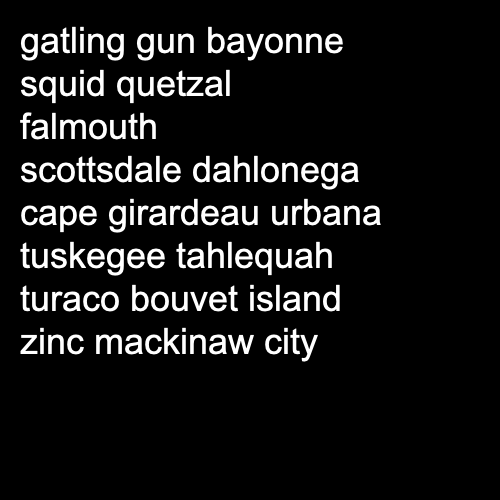 gatling gun bayonne
squid quetzal
falmouth
scottsdale dahlonega
cape girardeau urbana
tuskegee tahlequah
turaco bouvet island
zinc mackinaw city